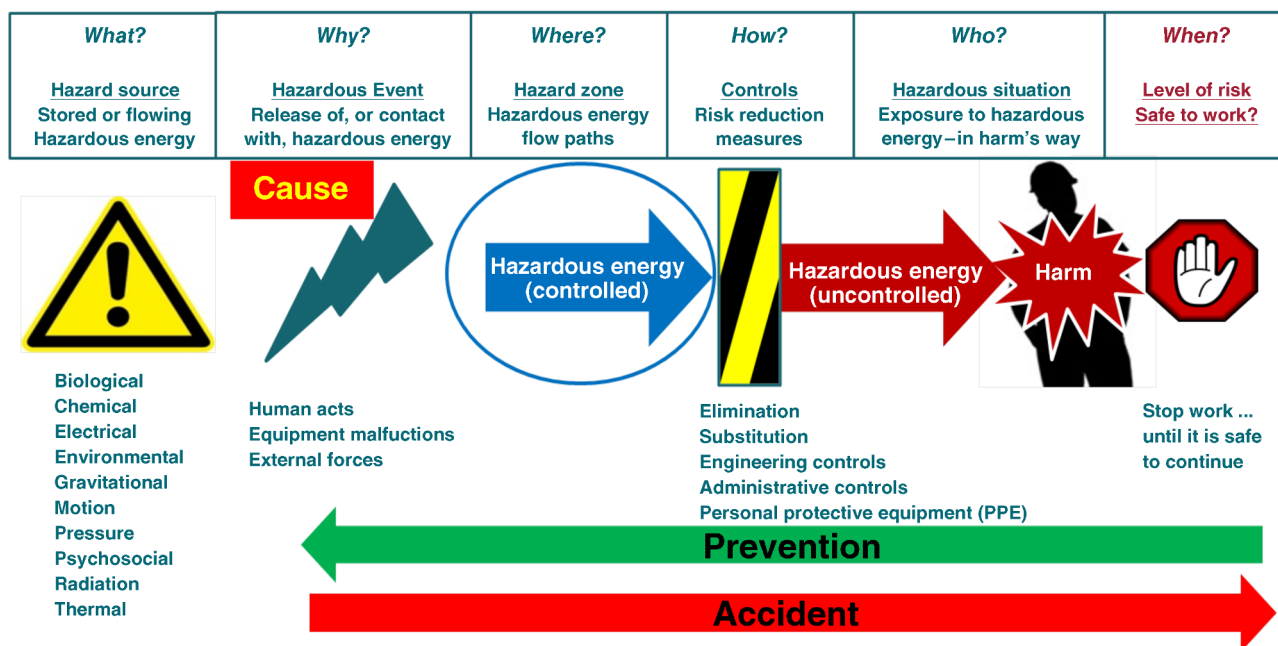 What?
Hazard source
Stored or flowing
Hazardous energy
Why?
Hazardous Event
Release of, or contact
with, hazardous energy
Where?
Hazard zone
Hazardous energy
flow paths
How?
Controls
Risk reduction
measures
Who?
Hazardous situation
Exposure to hazardous
energy–in harm's way
When?
Level of risk
Safe to work?
Cause
Hazardous energy
(controlled)
Hazardous energy
(uncontrolled)
Harm
Biological
Chemical
Electrical
Environmental
Gravitational
Motion
Pressure
Psychosocial
Radiation
Thermal
Human acts
Equipment malfuctions
External forces
Elimination
Substitution
Engineering controls
Administrative controls
Personal protective equipment (PPE)
Stop work ...
until it is safe
to continue
Prevention
Accident